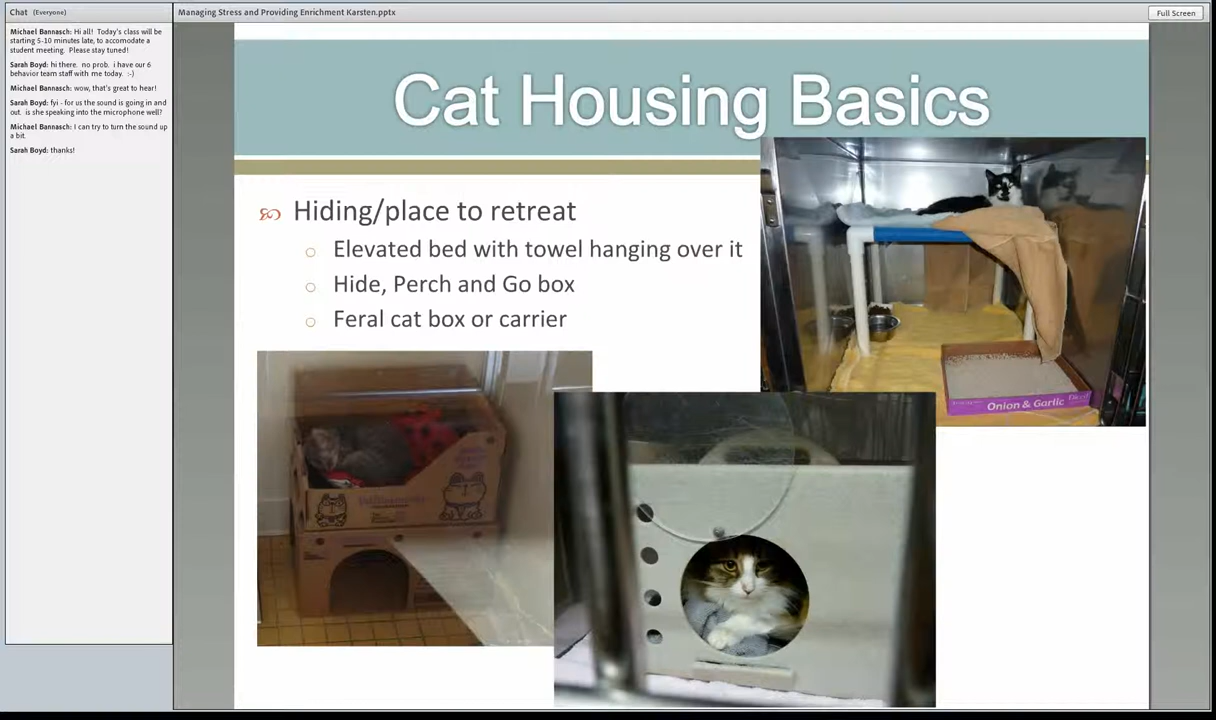 Chat (Everyone)
Michael Bannasch: Hi all! Today's class will be
starting 5-10 minutes late, to accomodate a
student meeting. Please stay tuned!
Sarah Boyd: hi there. no prob. i have our 6
behavior team staff with me today. :-)
Michael Bannasch: wow, that's great to hear!
Sarah Boyd: fyi - for us the sound is going in and
out. is she speaking into the microphone well?
Michael Bannasch: I can try to turn the sound up
a bit.
Sarah Boyd: thanks!
Managing Stress and Providing Enrichment Karsten.pptx
Full Screen
Cat Housing Basics
Hiding/place to retreat
Elevated bed with towel hanging over it
Hide, Perch and Go box
Feral cat box or carrier
Onion & Garlic